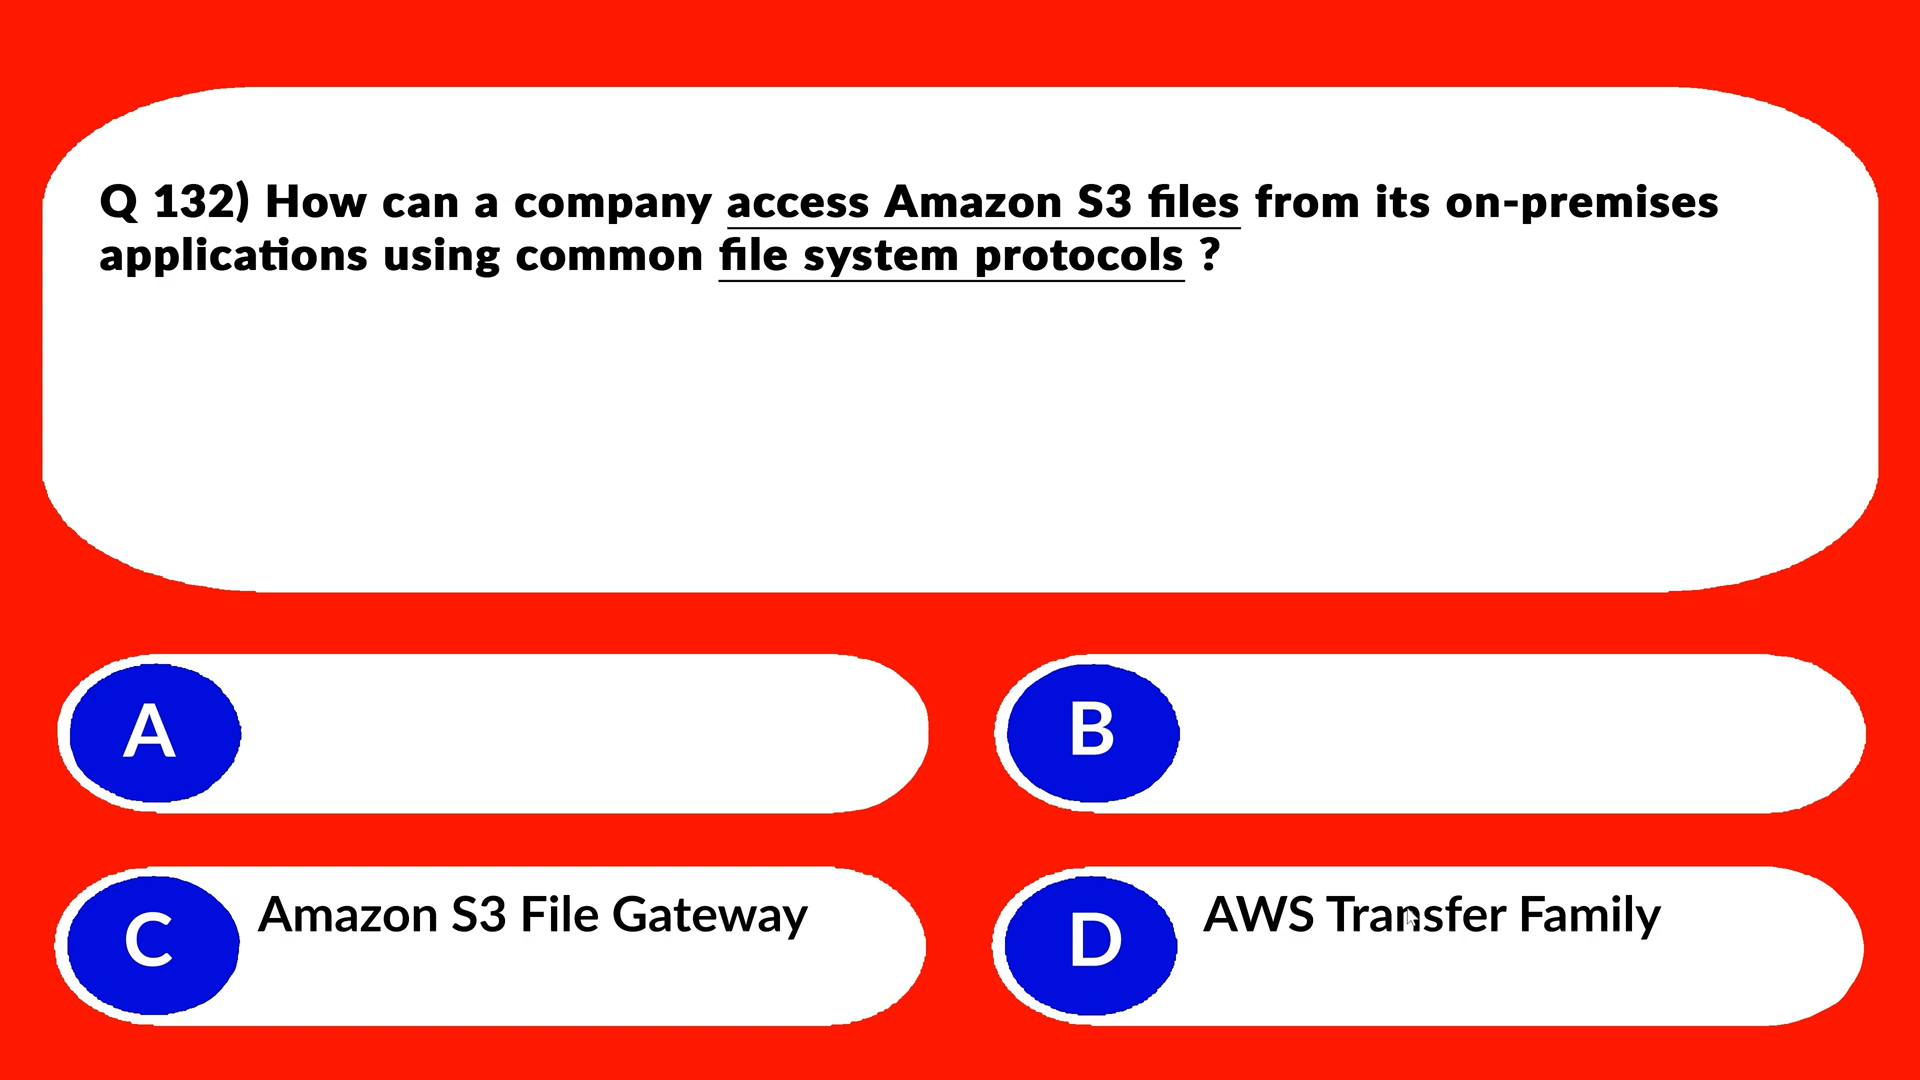 Q 132) How can a company access Amazon S3 files from its on-premises
applications using common file system protocols ?
A
B
C
Amazon S3 File Gateway
D
AWS Transfer Family